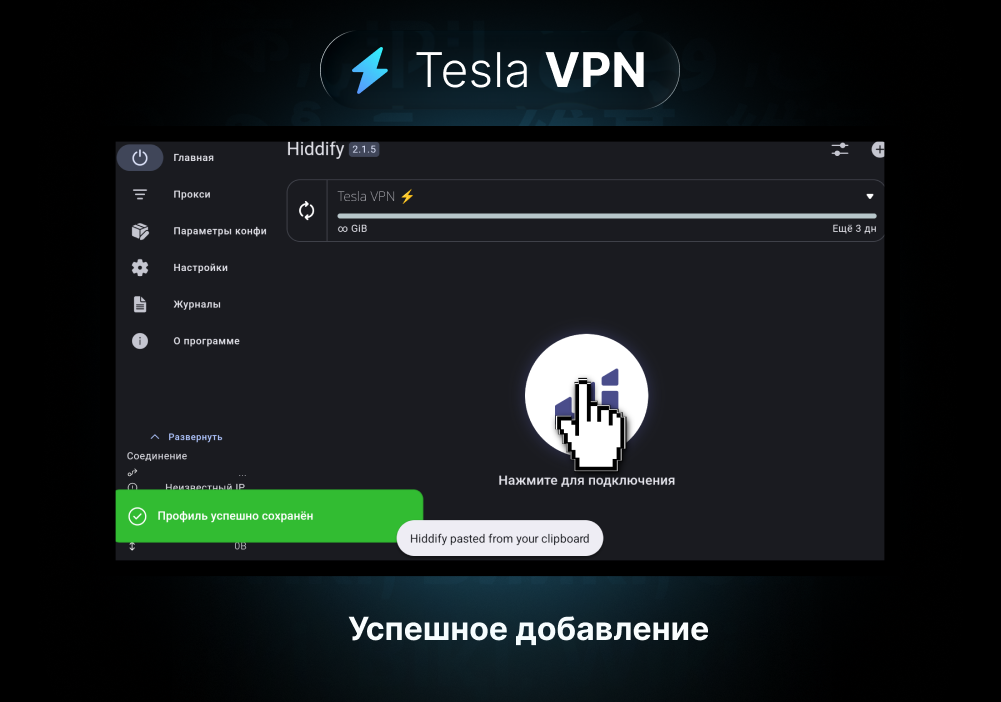 Tesla VPN
Hiddify 2.1.5
Главная
Прокси
Параметры конфи
Настройки
Журналы
О программе
Tesla VPN ⚡
∞ GIB
Ещё 3 дн
Нажмите для подключения
Развернуть
Соединение
...
Неизвестный IP
Профиль успешно сохранён
0B
Hiddify pasted from your clipboard
Успешное добавление